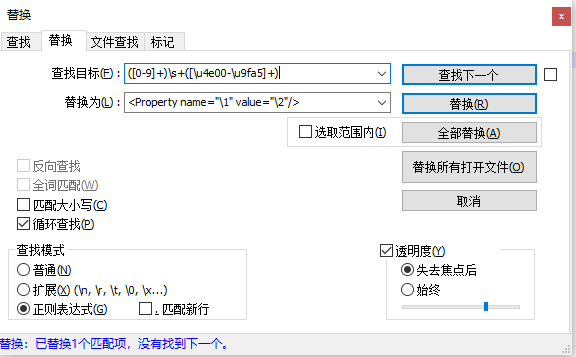 替换
查找 替换 文件查找 标记
查找目标(F) : ([0-9]+)\s+([\u4e00-\u9fa5]+) 查找下一个
替换为(L) : <Property name="\1" value="\2"/> 替换(R)
选取范围内(I) 全部替换(A)
替换所有打开文件(O)
反向查找
全词匹配(W) 取消
匹配大小写(C)
循环查找(P)
查找模式 透明度(Y)
普通(N) 失去焦点后
扩展(X) (\n, \r, \t, \0, \x...) 始终
正则表达式(G) . 匹配新行
替换: 已替换1个匹配项，没有找到下一个。